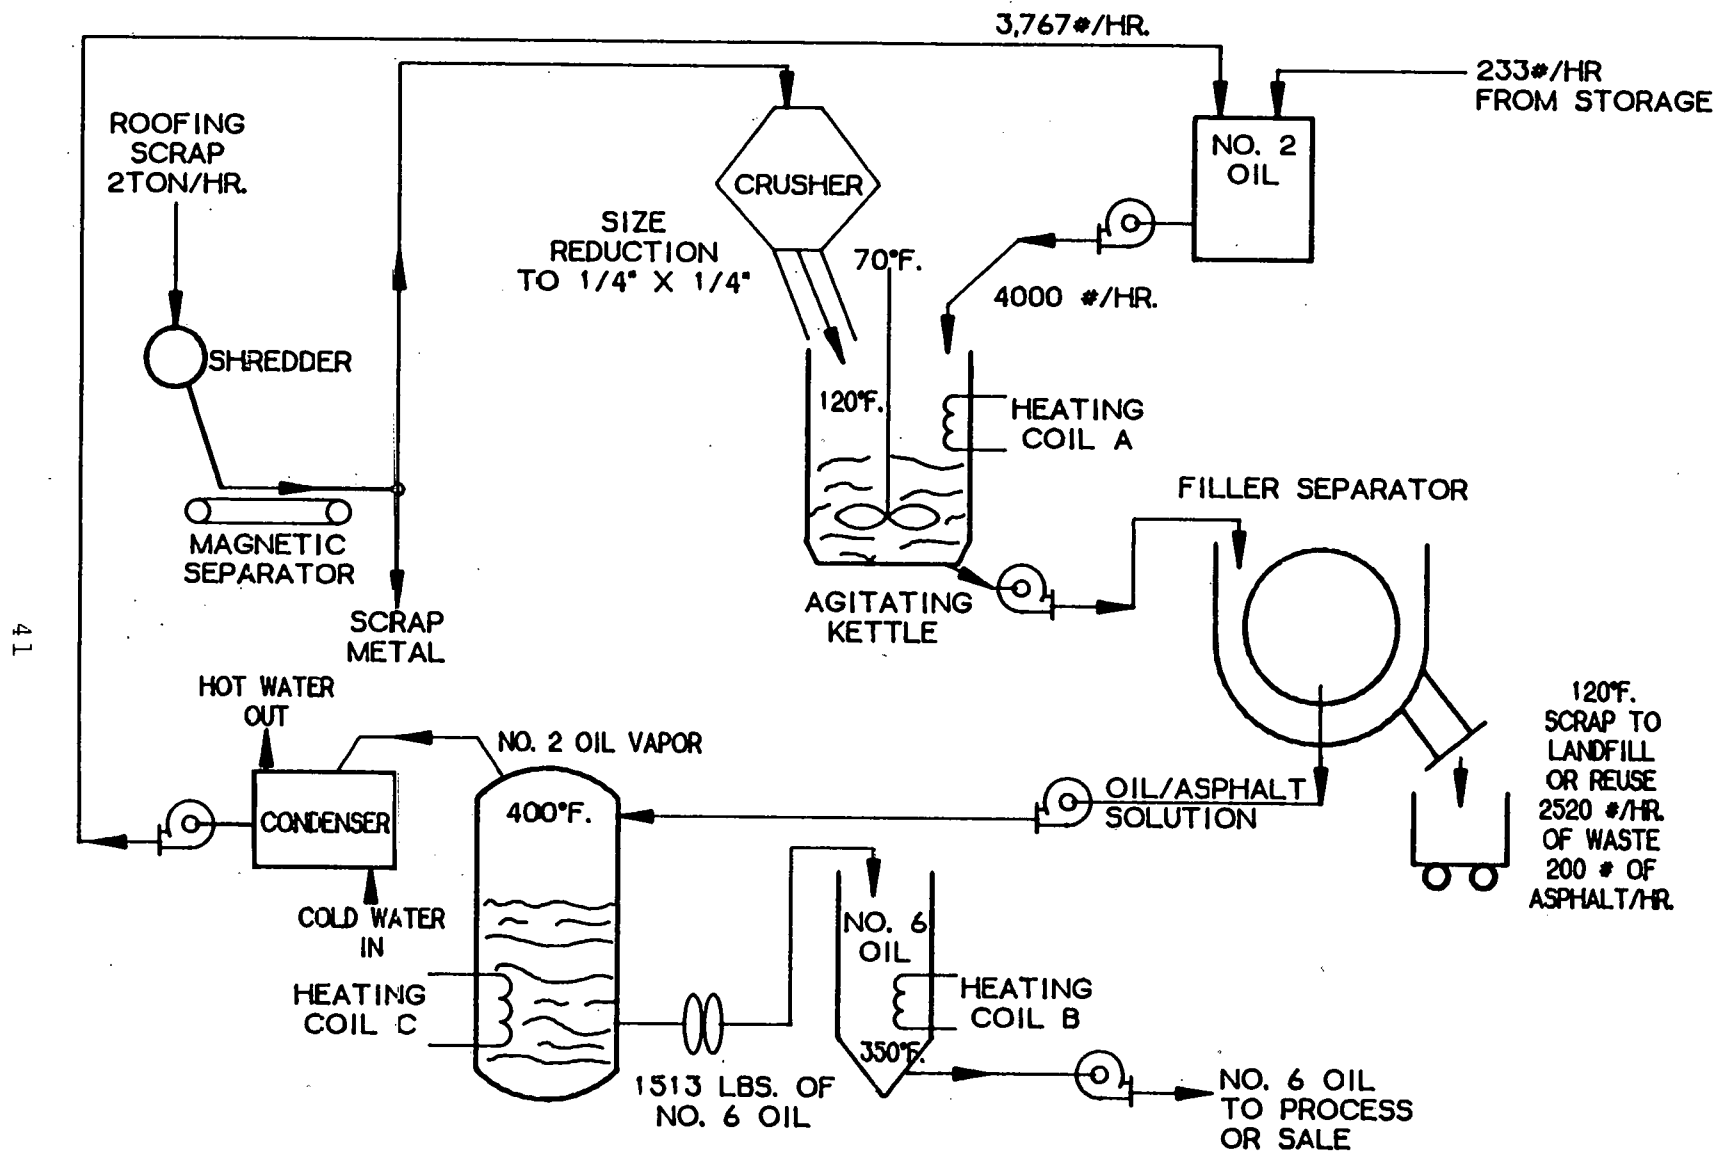 3,767#/HR.
233#/HR
FROM STORAGE
ROOFING
SCRAP
2TON/HR.
NO. 2
OIL
CRUSHER
SIZE
REDUCTION
TO 1/4" X 1/4"
70°F.
4000 #/HR.
SHREDDER
120°F.
HEATING
COIL A
FILLER SEPARATOR
MAGNETIC
SEPARATOR
AGITATING
KETTLE
SCRAP
METAL
41
HOT WATER
OUT
NO. 2 OIL VAPOR
120°F.
SCRAP TO
LANDFILL
OR REUSE
2520 #/HR.
OF WASTE
200 # OF
ASPHALT/HR.
400°F.
OIL/ASPHALT
SOLUTION
CONDENSER
COLD WATER
IN
NO. 6
OIL
HEATING
COIL C
HEATING
COIL B
350°F.
1513 LBS. OF
NO. 6 OIL
NO. 6 OIL
TO PROCESS
OR SALE